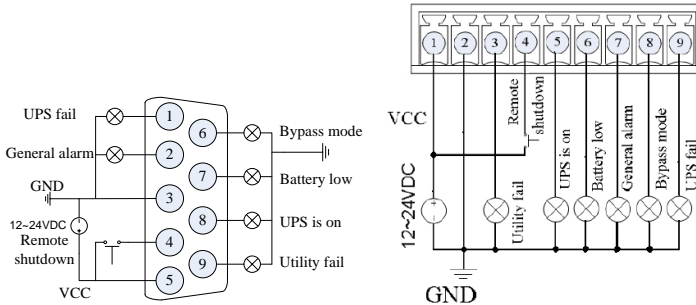 UPS fail
1
6
Bypass mode
General alarm
2
7
Battery low
GND
3
12~24VDC
8
UPS is on
Remote
shutdown
4
9
Utility fail
VCC
5
1 2 3 4 5 6 7 8 9
VCC
Remote
shutdown
12~24VDC
Utility fail
UPS is on
Battery low
General alarm
Bypass mode
UPS fail
GND